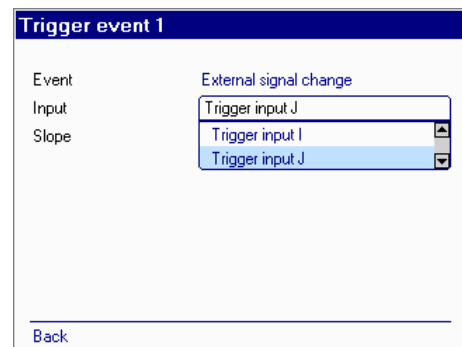 Trigger event 1
Event External signal change
Input Trigger input J
Slope Trigger input I
Trigger input J
Back